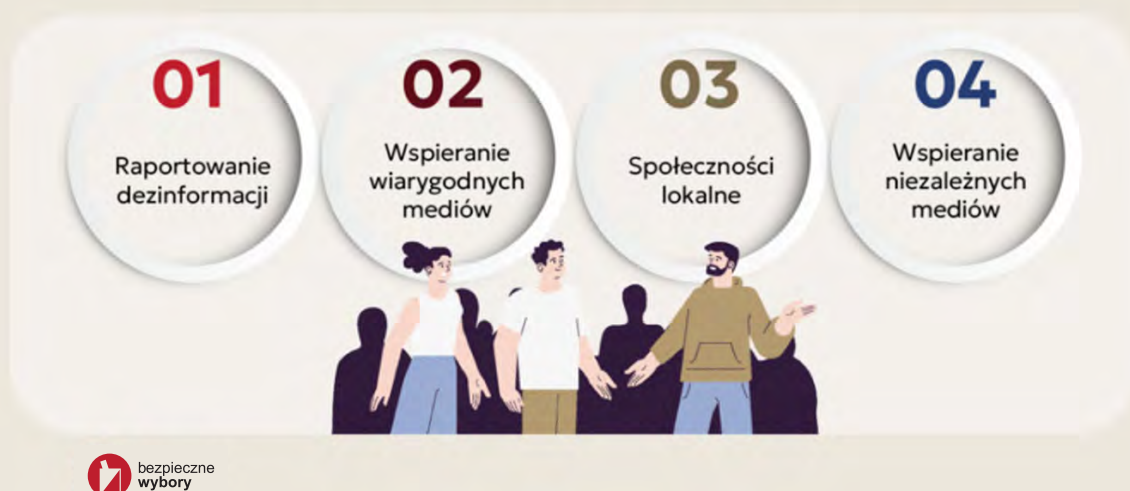 01
Raportowanie
dezinformacji
02
Wspieranie
wiarygodnych
mediów
03
Społeczności
lokalne
04
Wspieranie
niezależnych
mediów
bezpieczne
wybory